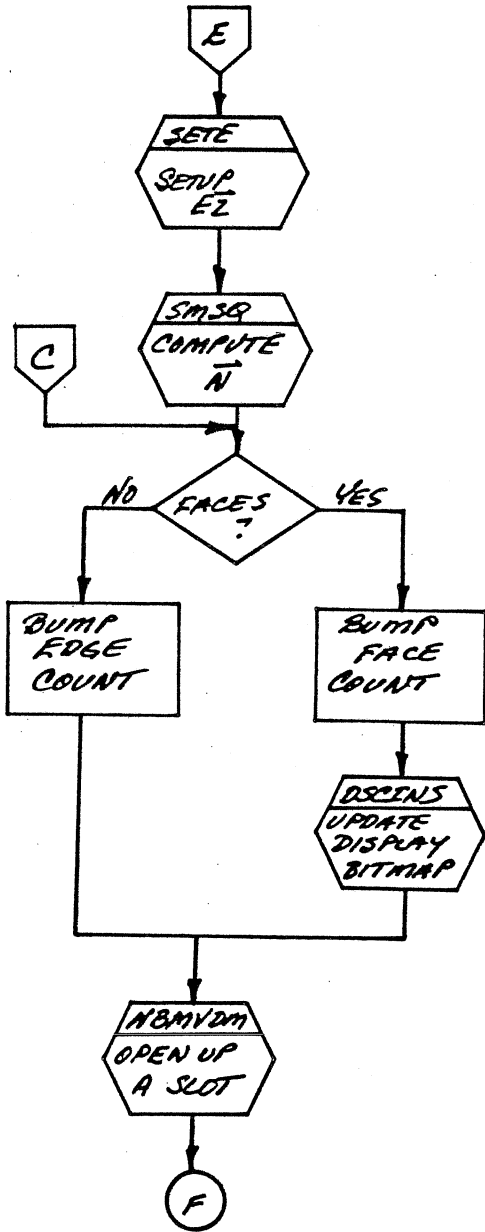 E
SETE
SETUP
E2
SMSQ
COMPUTE
N
C
FACES
?
NO
YES
BUMP
EDGE
COUNT
BUMP
FACE
COUNT
DSCINS
UPDATE
DISPLAY
BITMAP
NBMVDM
OPEN UP
A SLOT
F